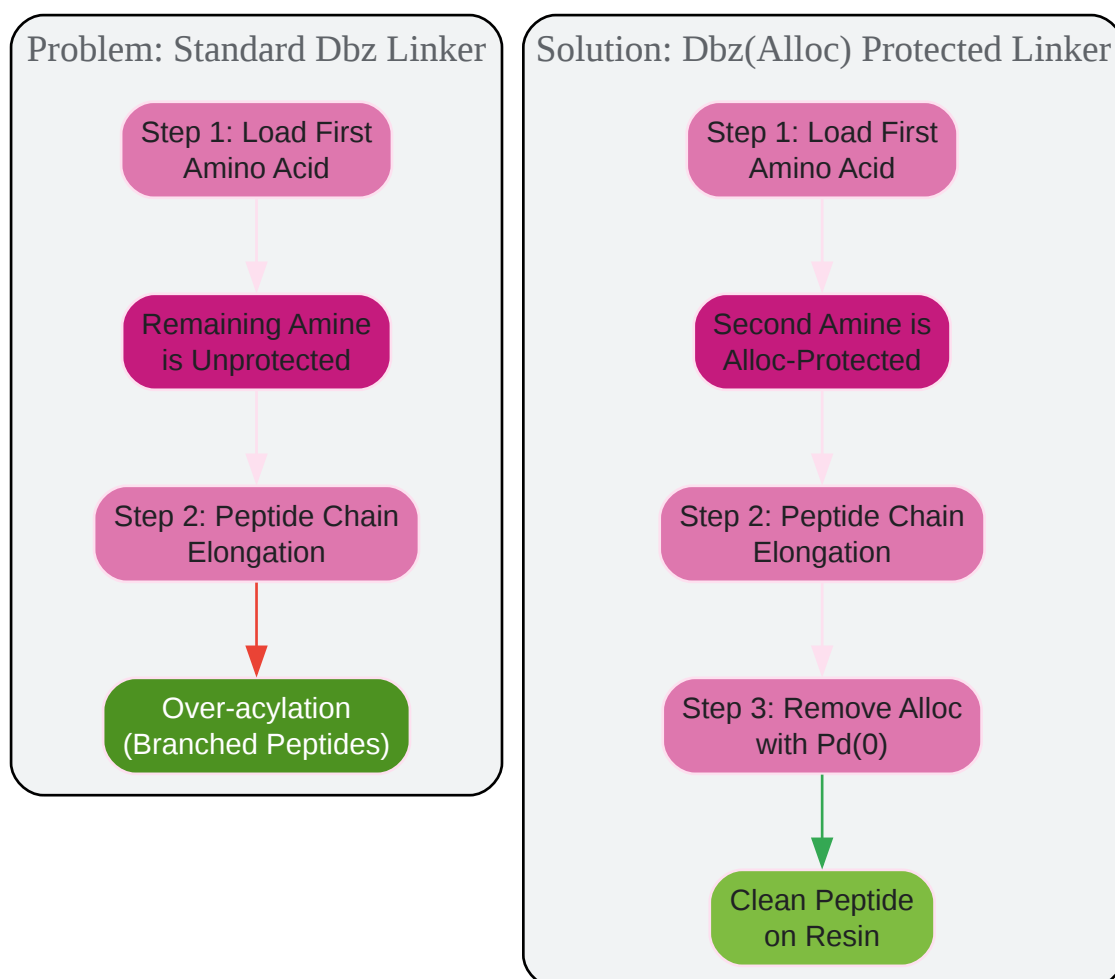 Problem: Standard Dbz Linker
Step 1: Load First
Amino Acid
Remaining Amine
is Unprotected
Step 2: Peptide Chain
Elongation
Over-acylation
(Branched Peptides)
Solution: Dbz(Alloc) Protected Linker
Step 1: Load First
Amino Acid
Second Amine is
Alloc-Protected
Step 2: Peptide Chain
Elongation
Step 3: Remove Alloc
with Pd(0)
Clean Peptide
on Resin